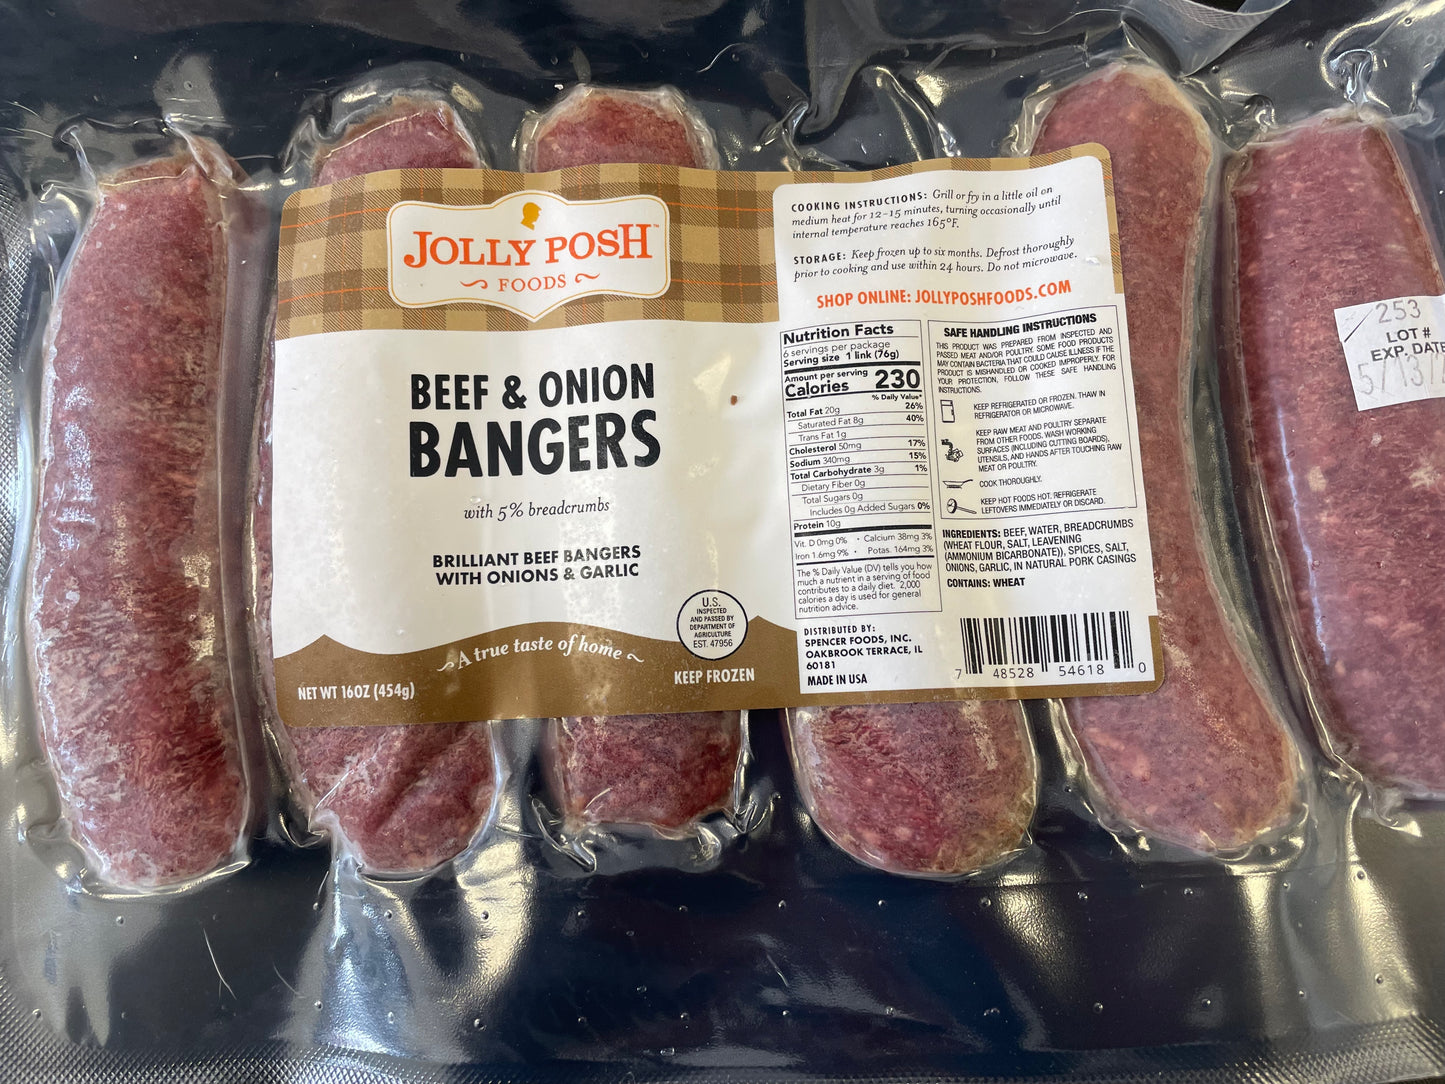 JOLLY POSH™
FOODS
BEEF & ONION
BANGERS
with 5% breadcrumbs
BRILLIANT BEEF BANGERS
WITH ONIONS & GARLIC
A true taste of home
NET WT 16OZ (454g)
U.S.
INSPECTED
AND PASSED BY
DEPARTMENT OF
AGRICULTURE
EST. 47956
KEEP FROZEN
COOKING INSTRUCTIONS: Grill or fry in a little oil on
medium heat for 12–15 minutes, turning occasionally until
internal temperature reaches 165°F.
STORAGE: Keep frozen up to six months. Defrost thoroughly
prior to cooking and use within 24 hours. Do not microwave.
SHOP ONLINE: JOLLYPOSHFOODS.COM
Nutrition Facts
6 servings per package
Serving size 1 link (76g)
Amount per serving
Calories 230
% Daily Value*
Total Fat 20g 26%
Saturated Fat 8g 40%
Trans Fat 1g
Cholesterol 50mg 17%
Sodium 340mg 15%
Total Carbohydrate 3g 1%
Dietary Fiber 0g
Total Sugars 0g
Includes 0g Added Sugars 0%
Protein 10g
Vit. D 0mg 0% • Calcium 38mg 3%
Iron 1.6mg 9% • Potas. 164mg 3%
The % Daily Value (DV) tells you how
much a nutrient in a serving of food
contributes to a daily diet. 2,000
calories a day is used for general
nutrition advice.
SAFE HANDLING INSTRUCTIONS
THIS PRODUCT WAS PREPARED FROM INSPECTED AND
PASSED MEAT AND/OR POULTRY. SOME FOOD PRODUCTS
MAY CONTAIN BACTERIA THAT COULD CAUSE ILLNESS IF THE
PRODUCT IS MISHANDLED OR COOKED IMPROPERLY. FOR
YOUR PROTECTION, FOLLOW THESE SAFE HANDLING
INSTRUCTIONS.
KEEP REFRIGERATED OR FROZEN. THAW IN
REFRIGERATOR OR MICROWAVE.
KEEP RAW MEAT AND POULTRY SEPARATE
FROM OTHER FOODS. WASH WORKING
SURFACES (INCLUDING CUTTING BOARDS),
UTENSILS, AND HANDS AFTER TOUCHING RAW
MEAT OR POULTRY.
COOK THOROUGHLY.
KEEP HOT FOODS HOT. REFRIGERATE
LEFTOVERS IMMEDIATELY OR DISCARD.
INGREDIENTS: BEEF, WATER, BREADCRUMBS
(WHEAT FLOUR, SALT, LEAVENING
(AMMONIUM BICARBONATE)), SPICES, SALT,
ONIONS, GARLIC, IN NATURAL PORK CASINGS
CONTAINS: WHEAT
DISTRIBUTED BY:
SPENCER FOODS, INC.
OAKBROOK TERRACE, IL
60181
MADE IN USA
7 48528 54618 0
253
LOT #
EXP. DATE
5/13/